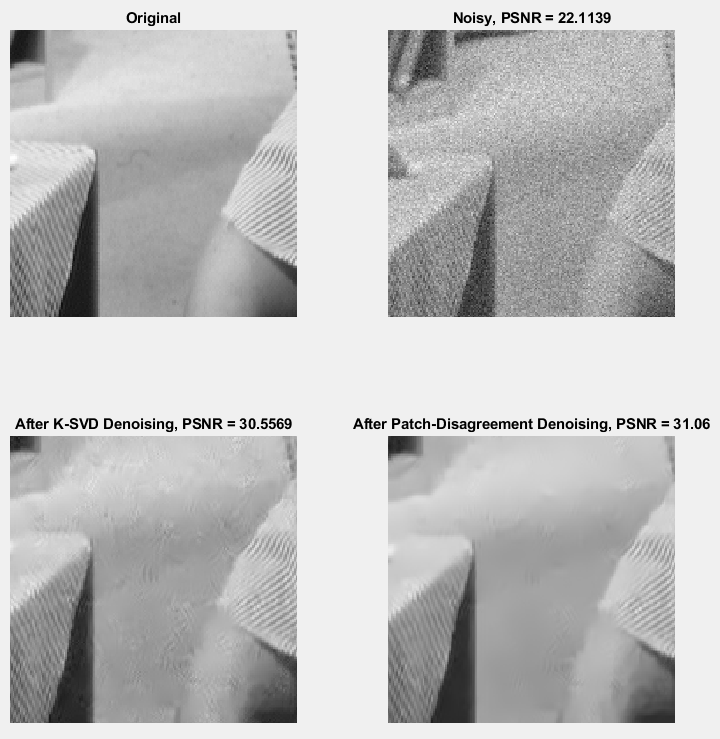 Original
Noisy, PSNR = 22.1139
After K-SVD Denoising, PSNR = 30.5569
After Patch-Disagreement Denoising, PSNR = 31.06